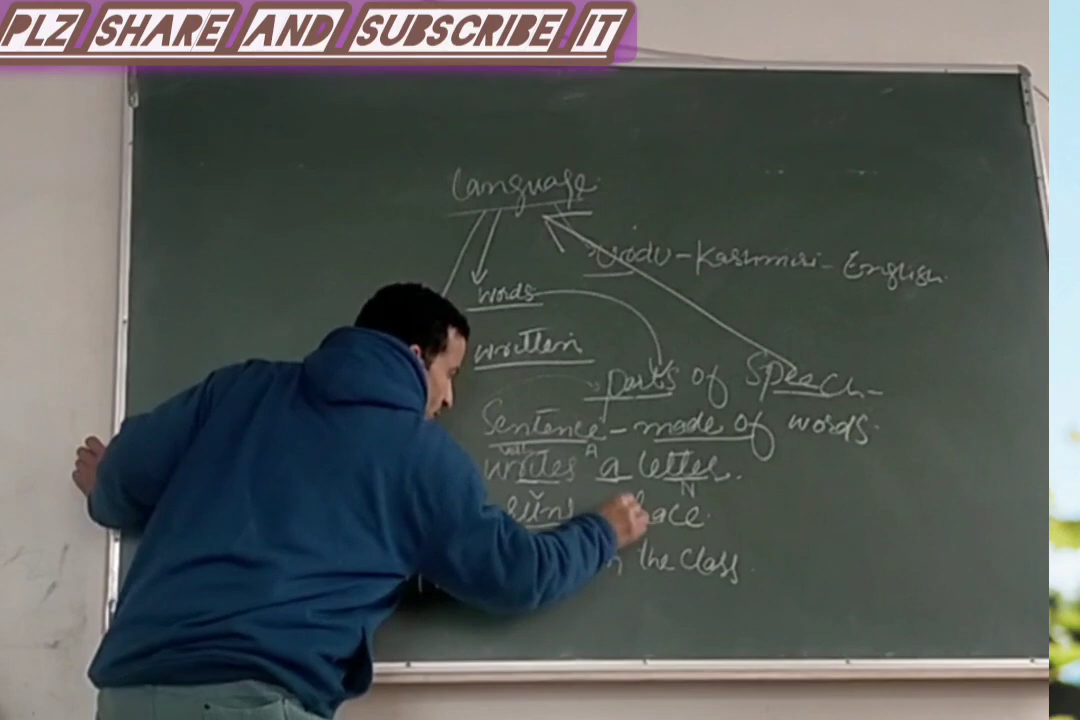 PLZ SHARE AND SUBSCRIBE IT
Language
Urdu - Kashmiri - English
words
written
parts of Speech -
Sentence - made of words.
A
writes a letter.
N
the class